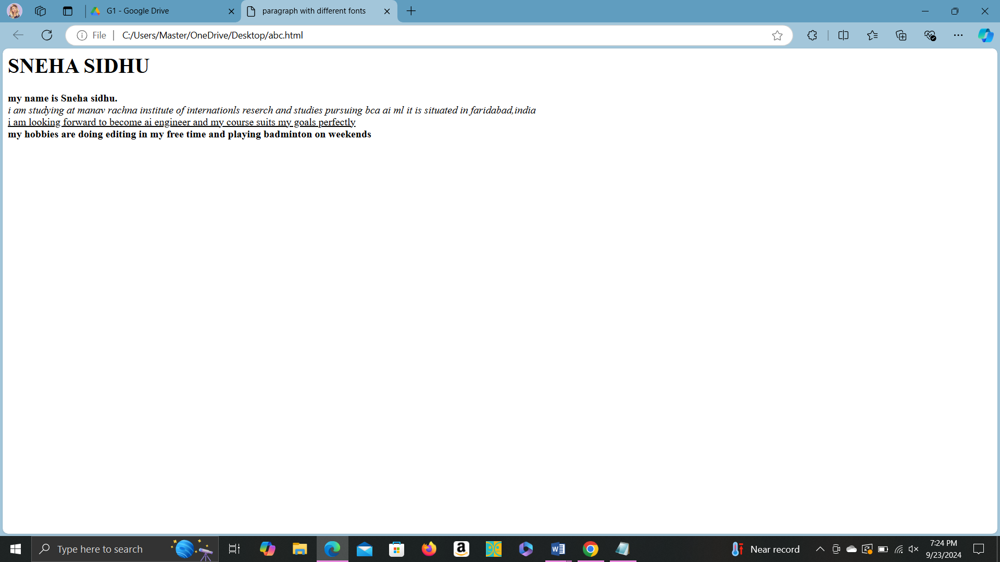 G1 - Google Drive
paragraph with different fonts
File
C:/Users/Master/OneDrive/Desktop/abc.html
SNEHA SIDHU
my name is Sneha sidhu.
i am studying at manav rachna institute of internationls reserch and studies pursuing bca ai ml it is situated in faridabad,india
i am looking forward to become ai engineer and my course suits my goals perfectly
my hobbies are doing editing in my free time and playing badminton on weekends
Type here to search
Near record
7:24 PM
9/23/2024